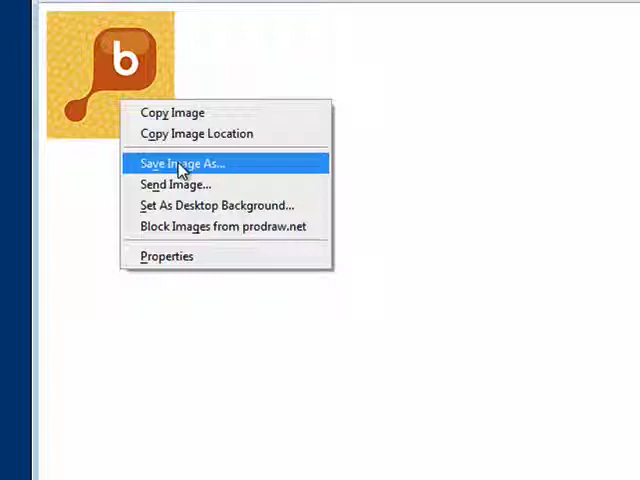 b
Copy Image
Copy Image Location
Save Image As...
Send Image...
Set As Desktop Background...
Block Images from prodraw.net
Properties